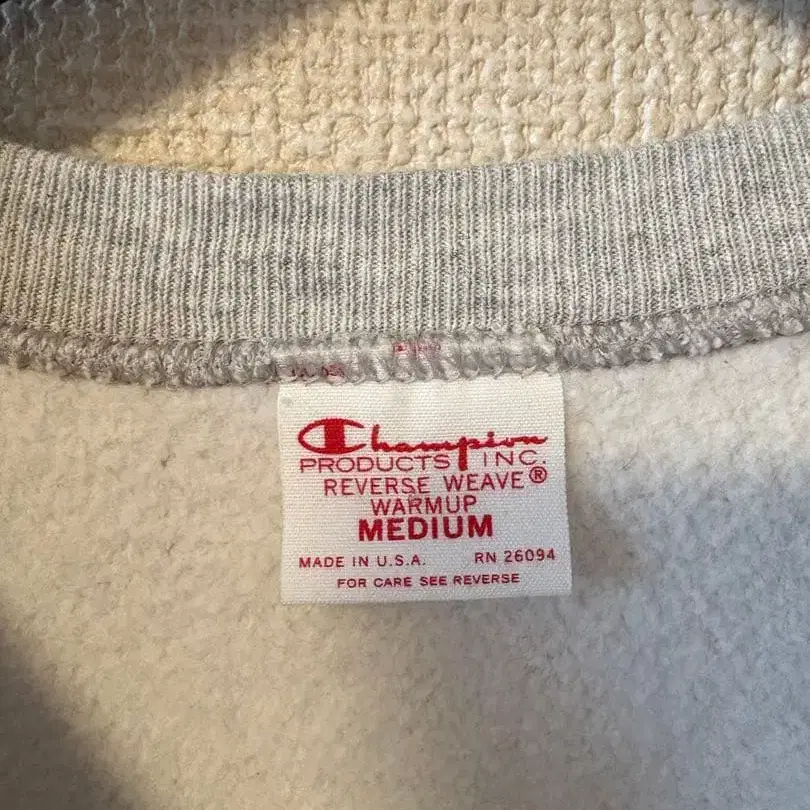 Champion
PRODUCTS INC.
REVERSE WEAVE®
WARMUP
MEDIUM
MADE IN U.S.A. RN 26094
FOR CARE SEE REVERSE